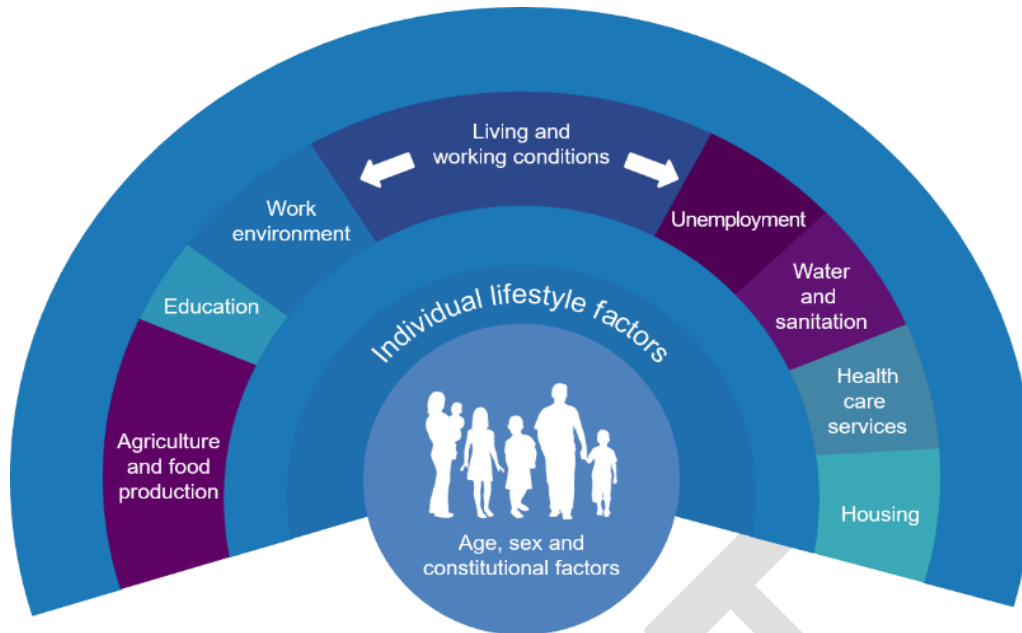 Living and
working conditions
Work
environment
Unemployment
Education
Water
and
sanitation
Individual lifestyle factors
Health
care
services
Agriculture
and food
production
Housing
Age, sex and
constitutional factors